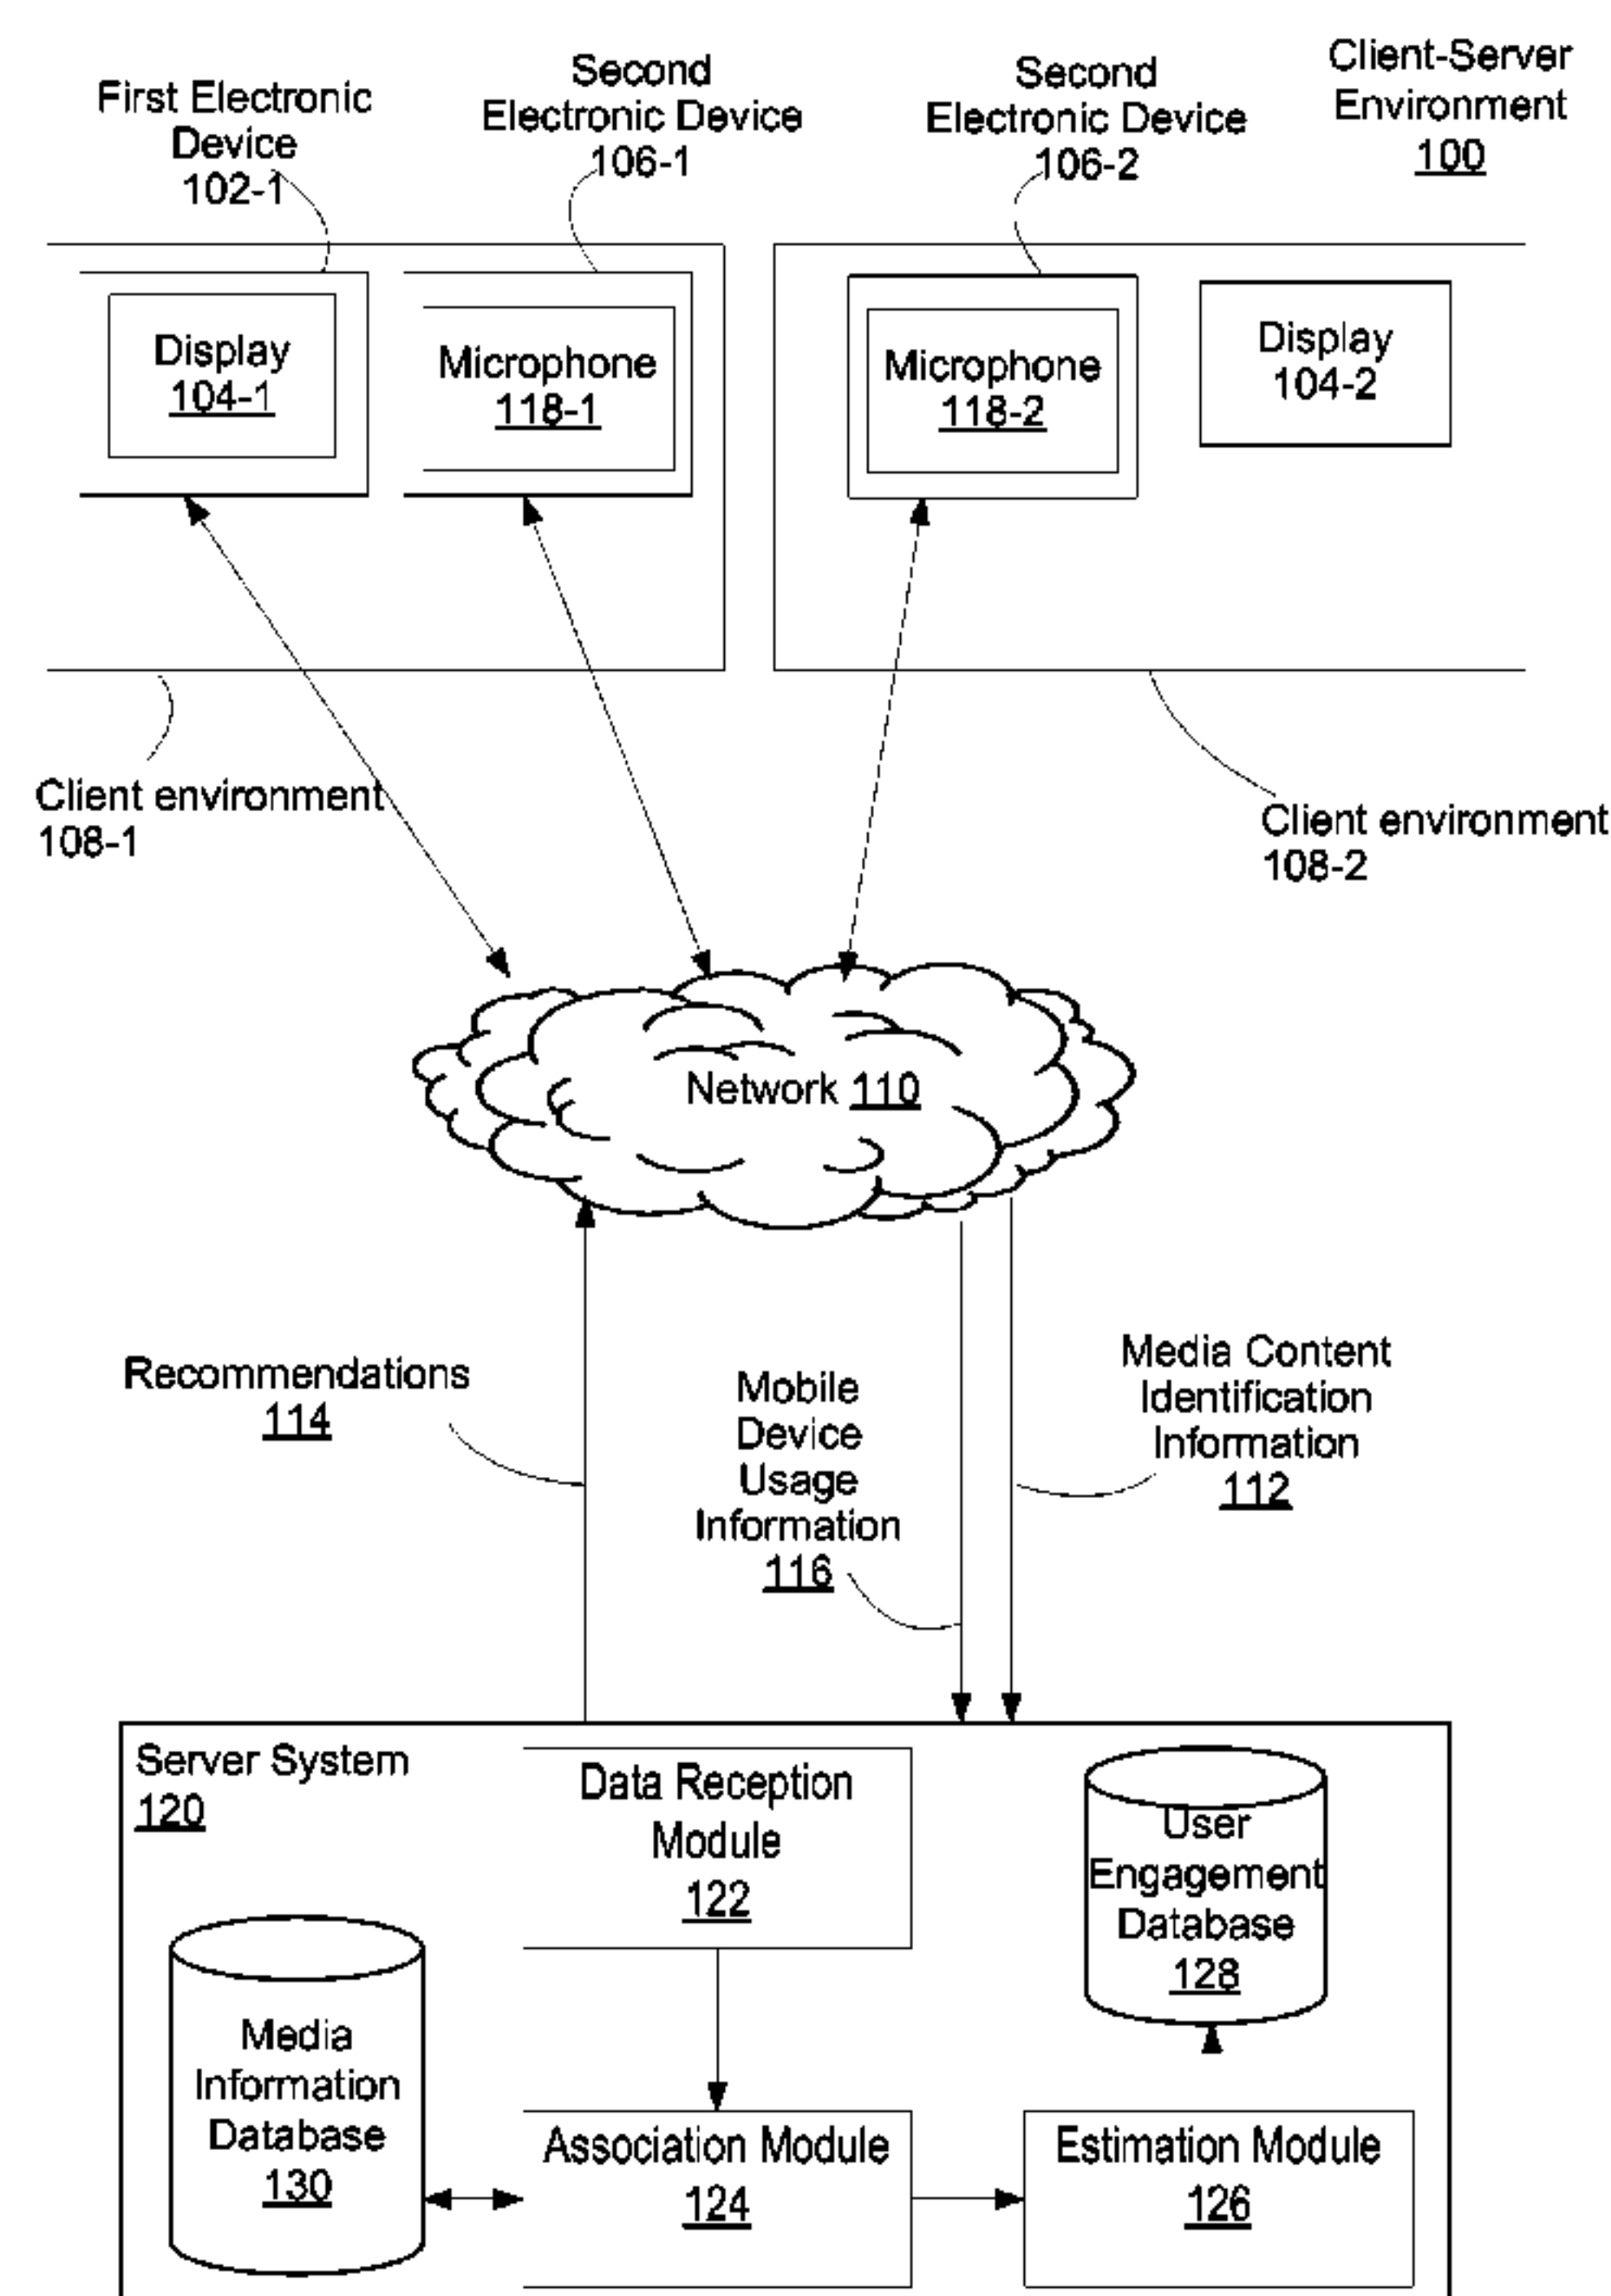 First Electronic
Device
102-1
Second
Electronic Device
106-1
Second
Electronic Device
106-2
Client-Server
Environment
100
Display
104-1
Microphone
118-1
Microphone
118-2
Display
104-2
Client environment
108-1
Client environment
108-2
Network 110
Recommendations
114
Mobile
Device
Usage
Information
116
Media Content
Identification
Information
112
Server System
120
Data Reception
Module
122
User
Engagement
Database
128
Media
Information
Database
130
Association Module
124
Estimation Module
126